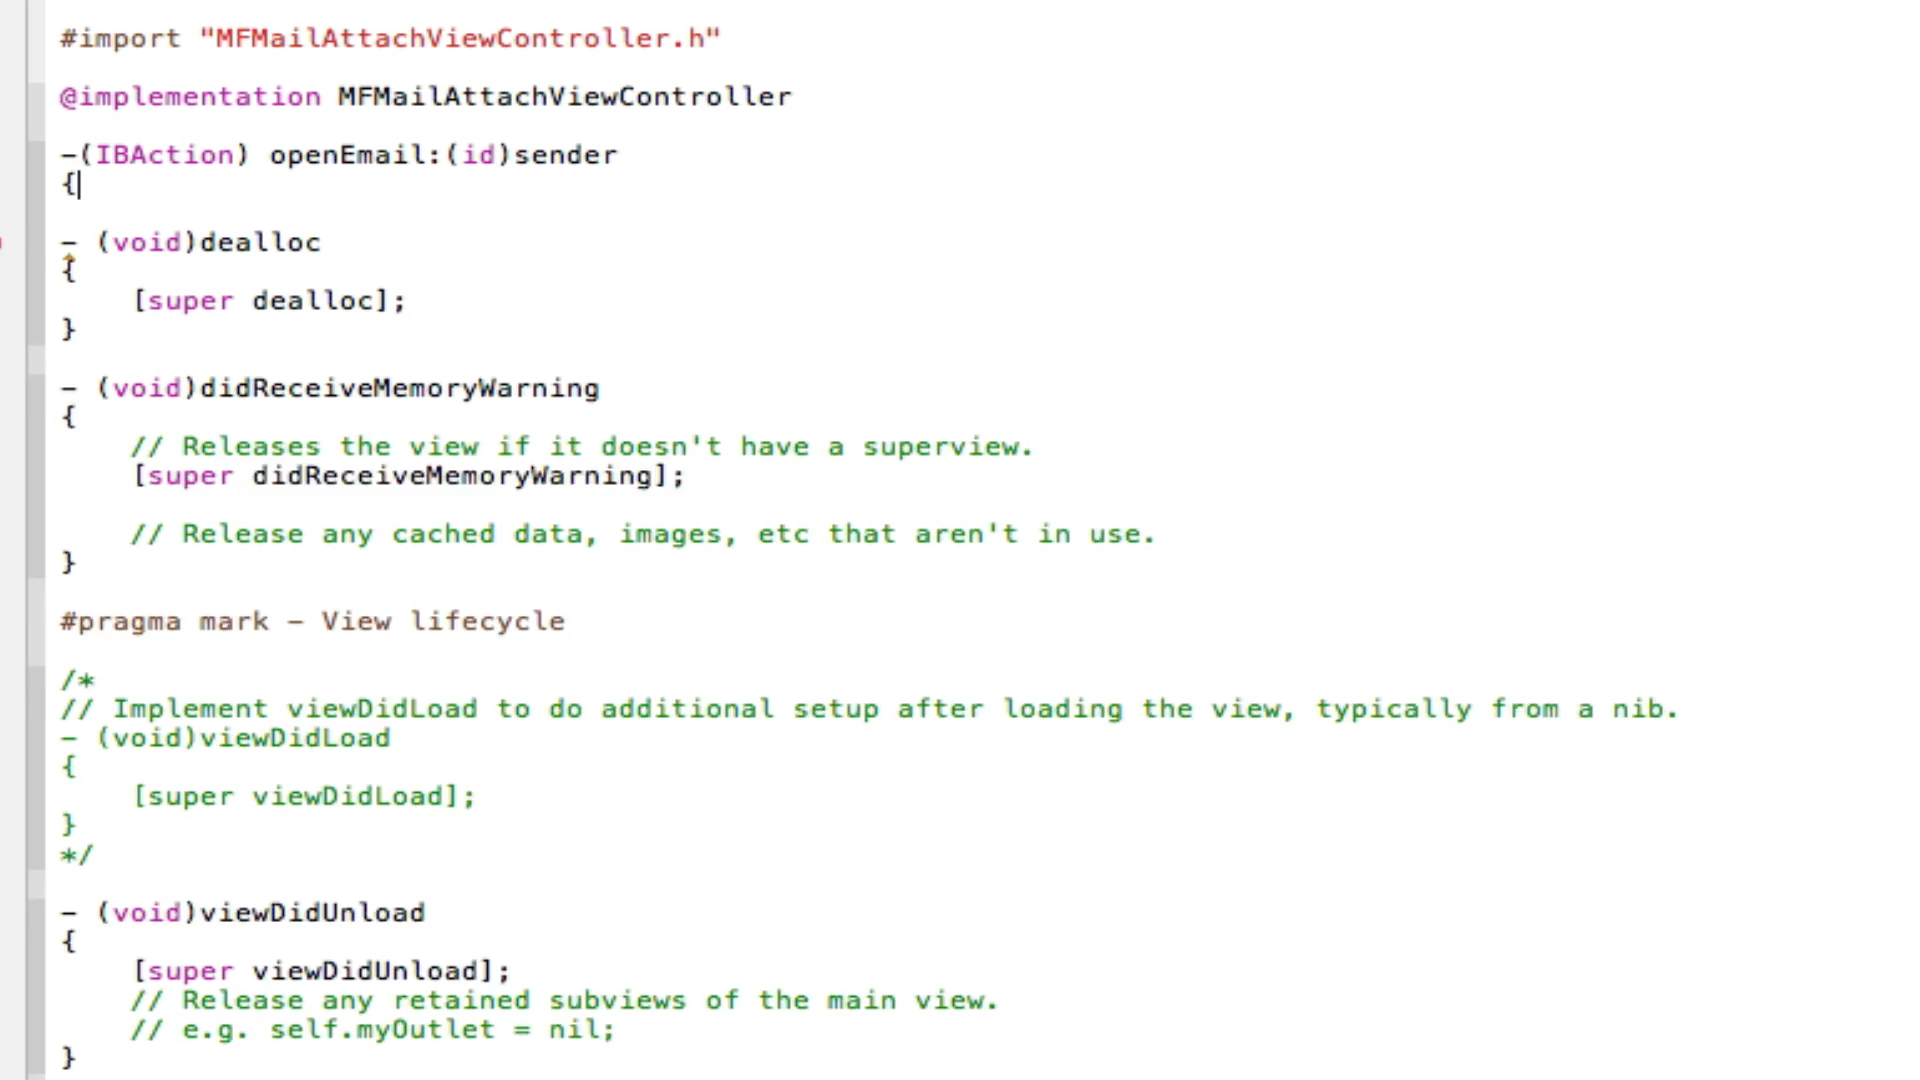 #import "MFMailAttachViewController.h"
@implementation MFMailAttachViewController
-(IBAction) openEmail:(id)sender
{
- (void)dealloc
{
[super dealloc];
}
- (void)didReceiveMemoryWarning
{
// Releases the view if it doesn't have a superview.
[super didReceiveMemoryWarning];
// Release any cached data, images, etc that aren't in use.
}
#pragma mark - View lifecycle
/*
// Implement viewDidLoad to do additional setup after loading the view, typically from a nib.
- (void)viewDidLoad
{
[super viewDidLoad];
}
*/
- (void)viewDidUnload
{
[super viewDidUnload];
// Release any retained subviews of the main view.
// e.g. self.myOutlet = nil;
}